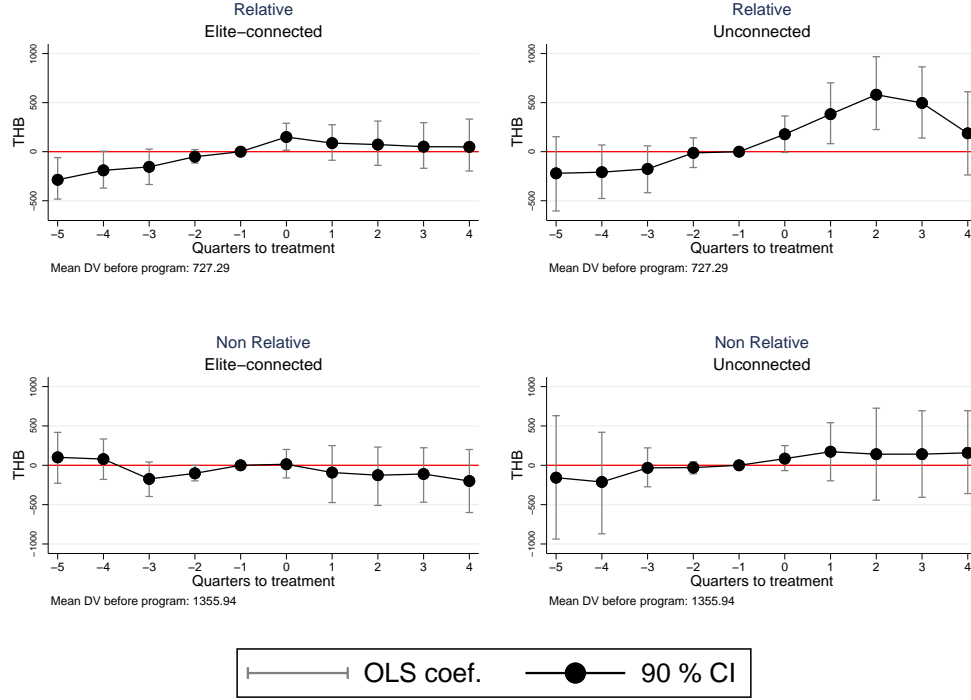 Relative
Elite−connected
1000
500
0
−500
THB
−5 −4 −3 −2 −1 0 1 2 3 4
Quarters to treatment
Mean DV before program: 727.29
Relative
Unconnected
1000
500
0
−500
THB
−5 −4 −3 −2 −1 0 1 2 3 4
Quarters to treatment
Mean DV before program: 727.29
Non Relative
Elite−connected
1000
500
0
−500
−1000
THB
−5 −4 −3 −2 −1 0 1 2 3 4
Quarters to treatment
Mean DV before program: 1355.94
Non Relative
Unconnected
1000
500
0
−500
−1000
THB
−5 −4 −3 −2 −1 0 1 2 3 4
Quarters to treatment
Mean DV before program: 1355.94
OLS coef. 90 % CI